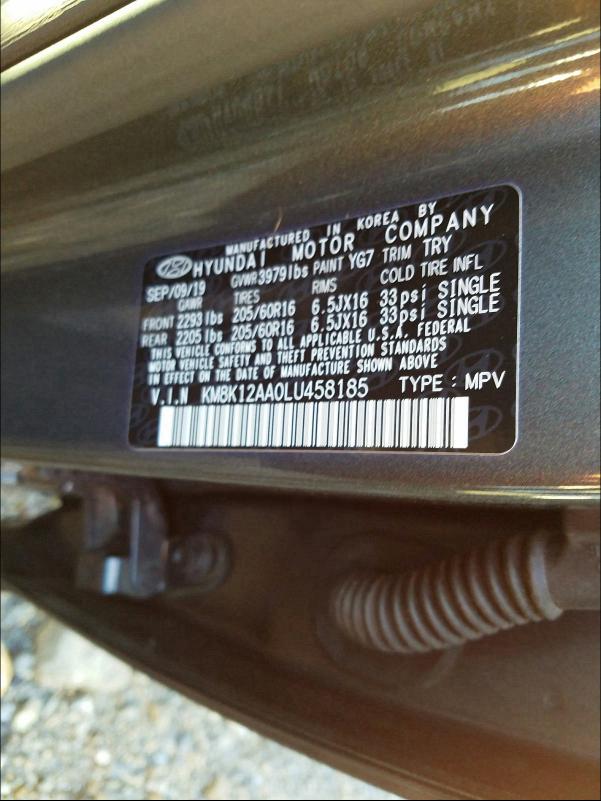 MANUFACTURED IN KOREA BY
HYUNDAI MOTOR COMPANY
SEP/09/19 GVWR 3979lbs PAINT YG7 TRIM TRY
GAWR TIRES RIMS COLD TIRE INFL
FRONT 2293 lbs 205/60R16 6.5JX16 33psi SINGLE
REAR 2205 lbs 205/60R16 6.5JX16 33psi SINGLE
THIS VEHICLE CONFORMS TO ALL APPLICABLE U.S.A. FEDERAL
MOTOR VEHICLE SAFETY AND THEFT PREVENTION STANDARDS
IN EFFECT ON THE DATE OF MANUFACTURE SHOWN ABOVE
V.I.N KM8K12AA0LU458185 TYPE : MPV